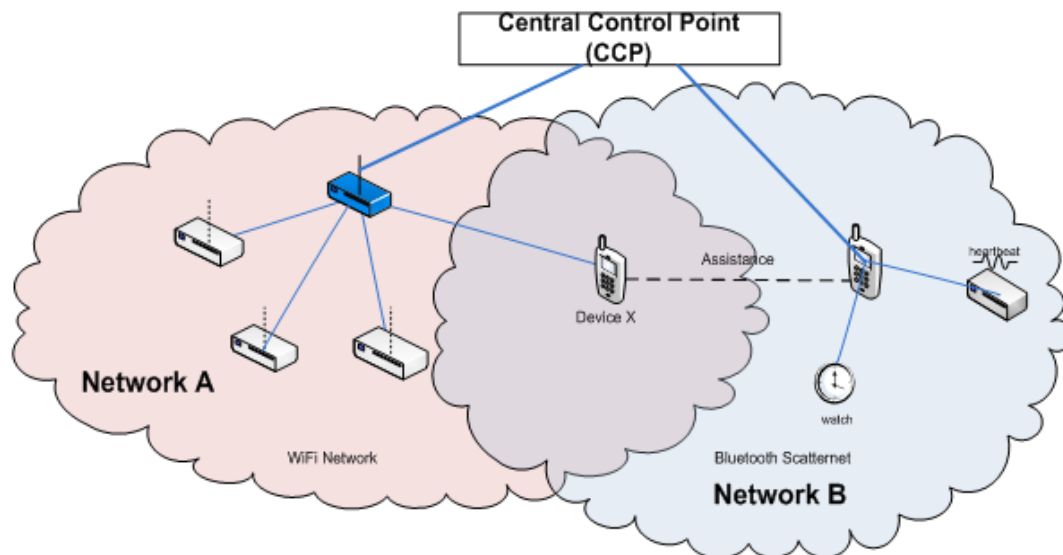 Central Control Point
(CCP)
heartbeat
Assistance
Device X
Network A
watch
WiFi Network
Bluetooth Scatternet
Network B